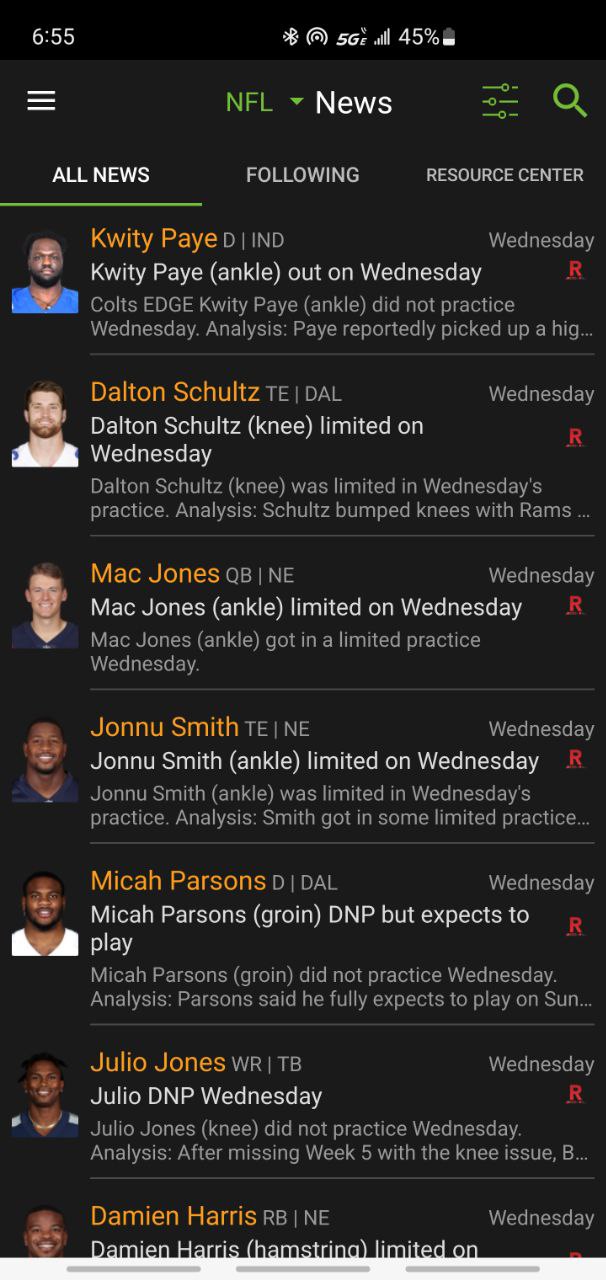 6:55 5GE 45%
NFL News
ALL NEWS FOLLOWING RESOURCE CENTER
Kwity Paye D | IND Wednesday
Kwity Paye (ankle) out on Wednesday R
Colts EDGE Kwity Paye (ankle) did not practice
Wednesday. Analysis: Paye reportedly picked up a hig...
Dalton Schultz TE | DAL Wednesday
Dalton Schultz (knee) limited on
Wednesday R
Dalton Schultz (knee) was limited in Wednesday's
practice. Analysis: Schultz bumped knees with Rams ...
Mac Jones QB | NE Wednesday
Mac Jones (ankle) limited on Wednesday R
Mac Jones (ankle) got in a limited practice
Wednesday.
Jonnu Smith TE | NE Wednesday
Jonnu Smith (ankle) limited on Wednesday R
Jonnu Smith (ankle) was limited in Wednesday's
practice. Analysis: Smith got in some limited practice...
Micah Parsons D | DAL Wednesday
Micah Parsons (groin) DNP but expects to
play R
Micah Parsons (groin) did not practice Wednesday.
Analysis: Parsons said he fully expects to play on Sun...
Julio Jones WR | TB Wednesday
Julio DNP Wednesday R
Julio Jones (knee) did not practice Wednesday.
Analysis: After missing Week 5 with the knee issue, B...
Damien Harris RB | NE Wednesday
Damien Harris (hamstring) limited on